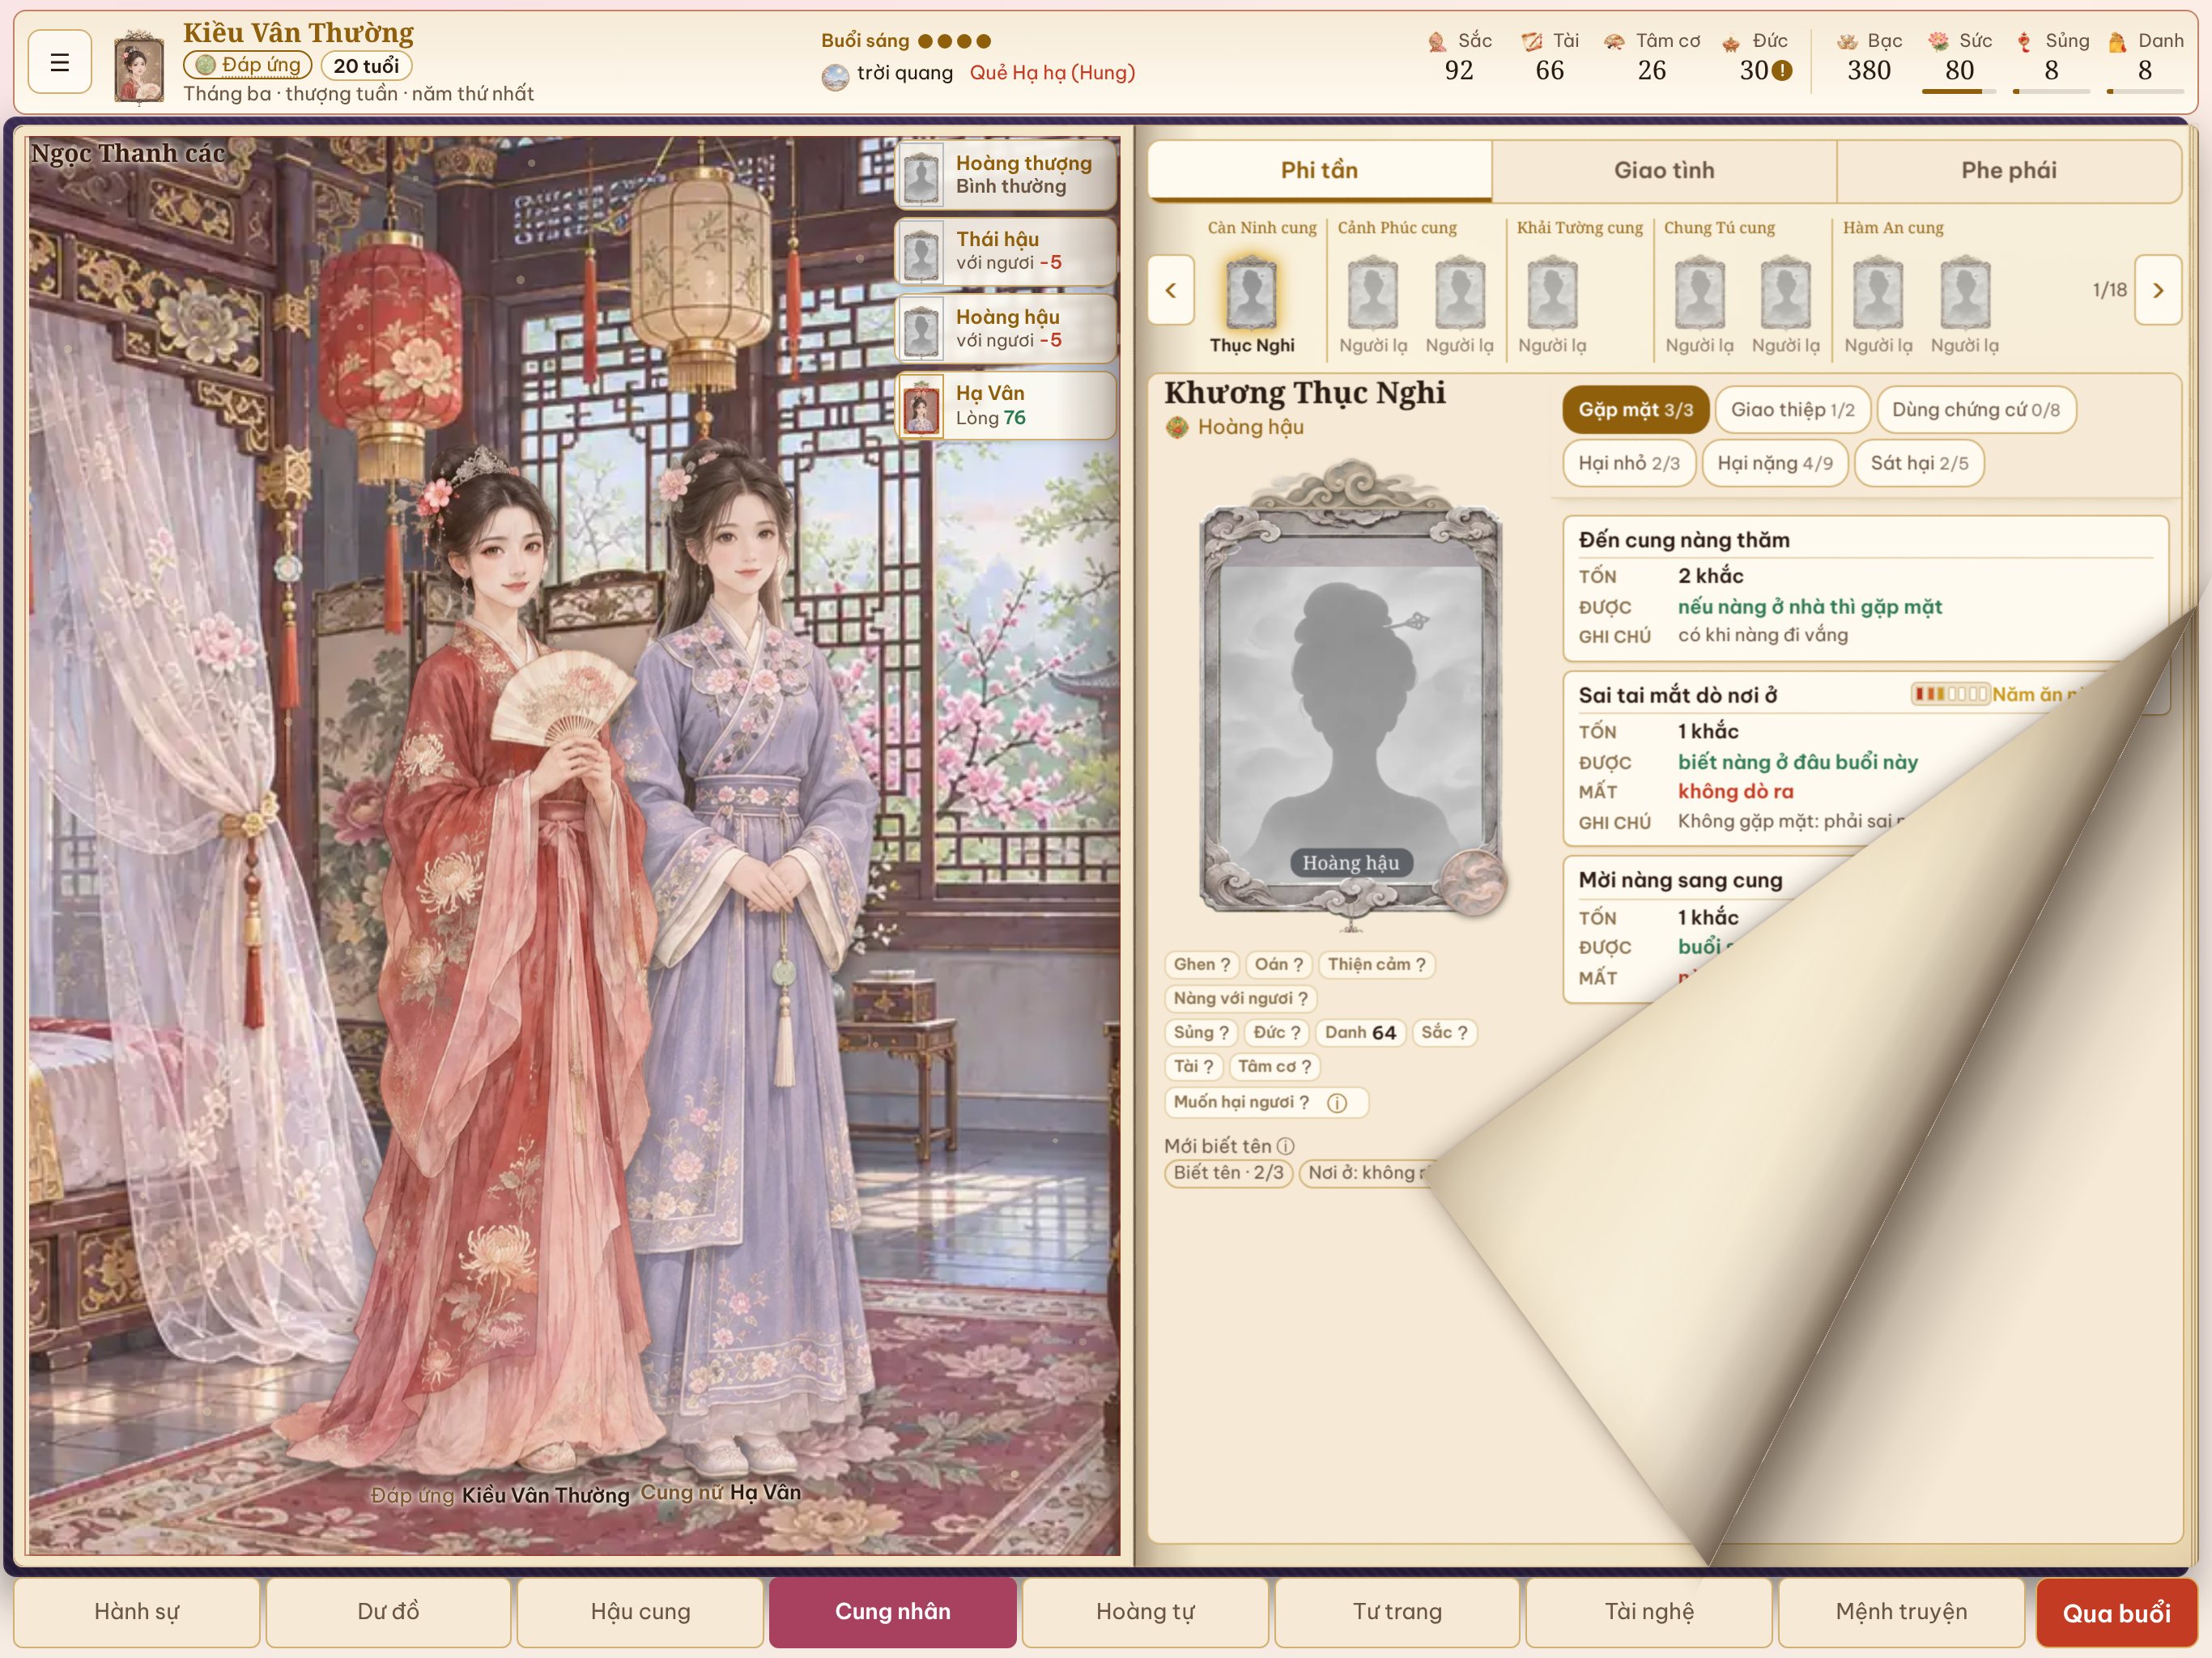 Kiều Vân Thường
Đáp ứng 20 tuổi
Tháng ba · thượng tuần · năm thứ nhất
Buổi sáng
trời quang Quẻ Hạ hạ (Hung)
Sắc Tài Tâm cơ Đức Bạc Sức Sủng Danh
92 66 26 30 ! 380 80 8 8
Ngọc Thanh các
Hoàng thượng
Bình thường
Thái hậu
với ngươi -5
Hoàng hậu
với ngươi -5
Hạ Vân
Lòng 76
Đáp ứng Kiều Vân Thường Cung nữ Hạ Vân
Phi tần Giao tình Phe phái
Càn Ninh cung Cảnh Phúc cung Khải Tường cung Chung Tú cung Hàm An cung
1/18
Thục Nghi Người lạ Người lạ Người lạ Người lạ Người lạ Người lạ Người lạ
Khương Thục Nghi
Hoàng hậu
Hoàng hậu
Ghen ? Oán ? Thiện cảm ?
Nàng với ngươi ?
Sủng ? Đức ? Danh 64 Sắc ?
Tài ? Tâm cơ ?
Muốn hại ngươi ? ⓘ
Mới biết tên ⓘ
Biết tên · 2/3 Nơi ở: không
Gặp mặt 3/3 Giao thiệp 1/2 Dùng chứng cứ 0/8
Hại nhỏ 2/3 Hại nặng 4/9 Sát hại 2/5
Đến cung nàng thăm
TỐN 2 khắc
ĐƯỢC nếu nàng ở nhà thì gặp mặt
GHI CHÚ có khi nàng đi vắng
Sai tai mắt dò nơi ở Năm ăn
TỐN 1 khắc
ĐƯỢC biết nàng ở đâu buổi này
MẤT không dò ra
GHI CHÚ Không gặp mặt: phải sai
Mời nàng sang cung
TỐN 1 khắc
ĐƯỢC buổi
MẤT
Hành sự Dư đồ Hậu cung Cung nhân Hoàng tự Tư trang Tài nghệ Mệnh truyện Qua buổi